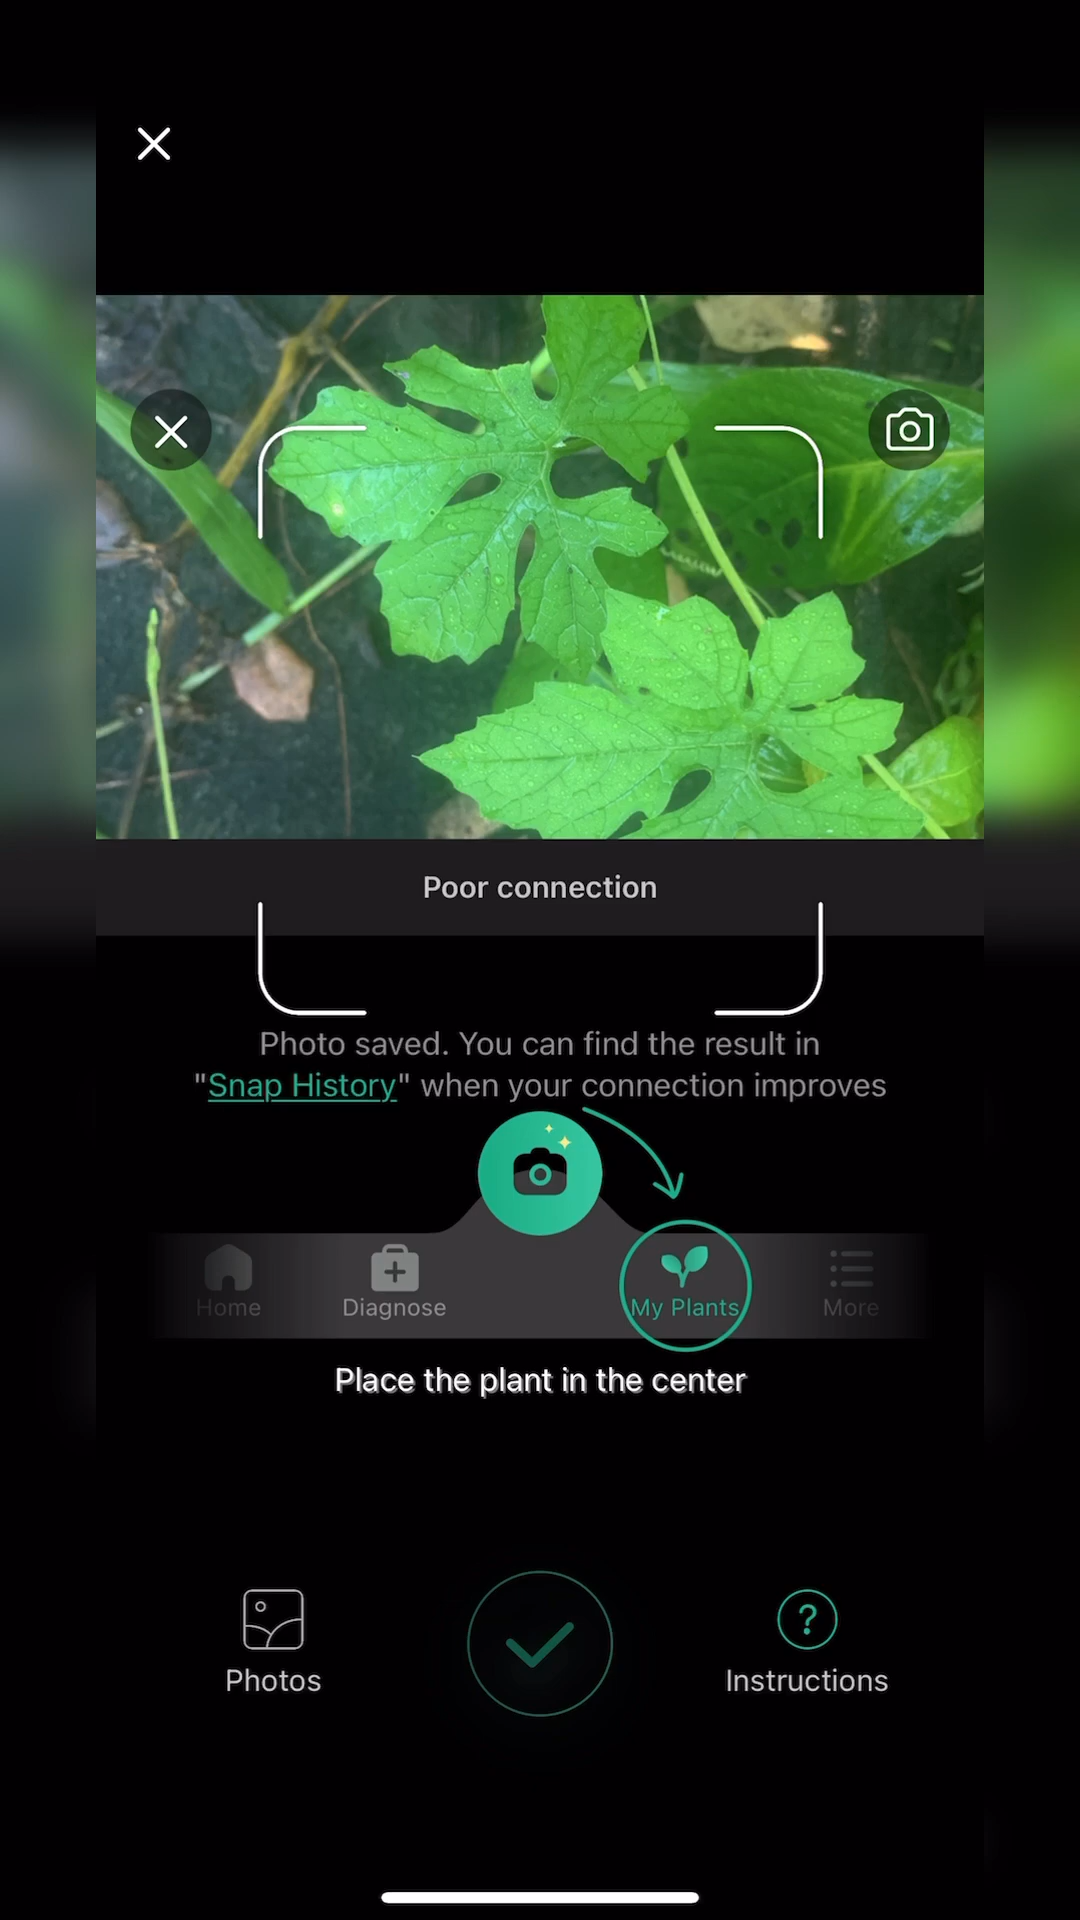 Poor connection
Photo saved. You can find the result in
"Snap History" when your connection improves
Home
Diagnose
My Plants
More
Place the plant in the center
Photos
Instructions